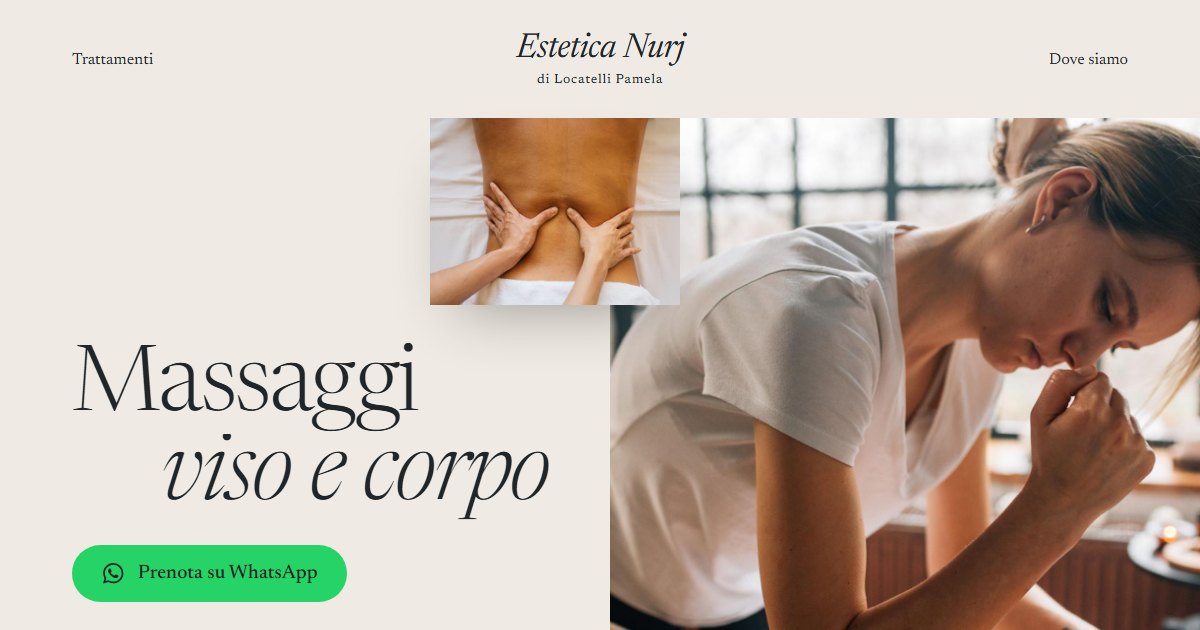 Trattamenti
Estetica Nurj
di Locatelli Pamela
Dove siamo
Massaggi
viso e corpo
Prenota su WhatsApp